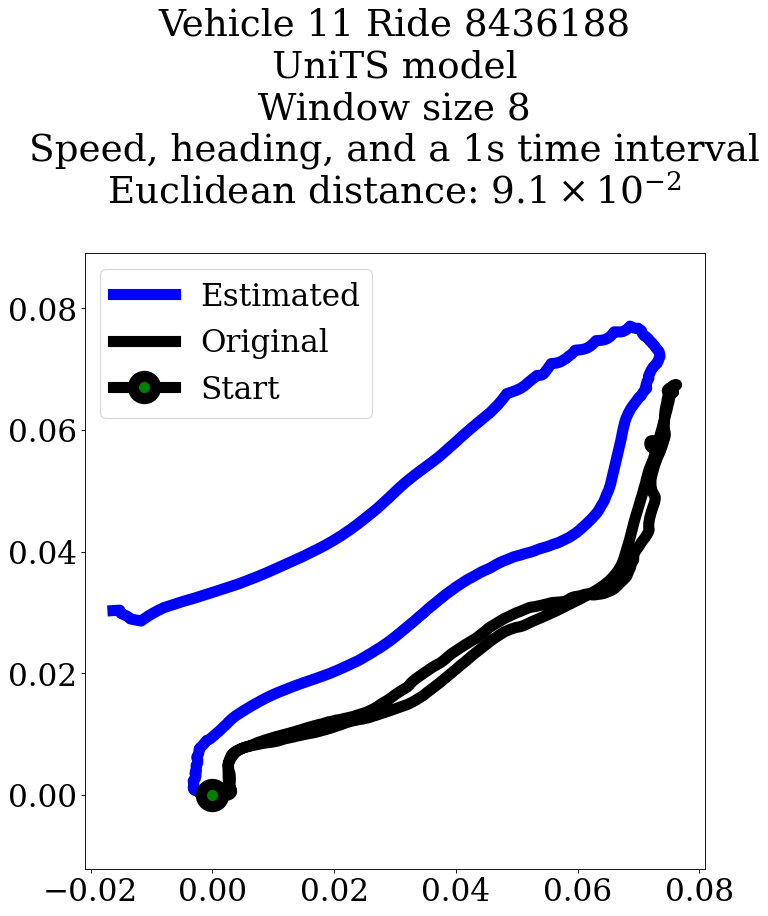 Vehicle 11 Ride 8436188
UniTS model
Window size 8
Speed, heading, and a 1s time interval
Euclidean distance: 9.1 × 10⁻²
Estimated
Original
Start
0.08
0.06
0.04
0.02
0.00
−0.02 0.00 0.02 0.04 0.06 0.08